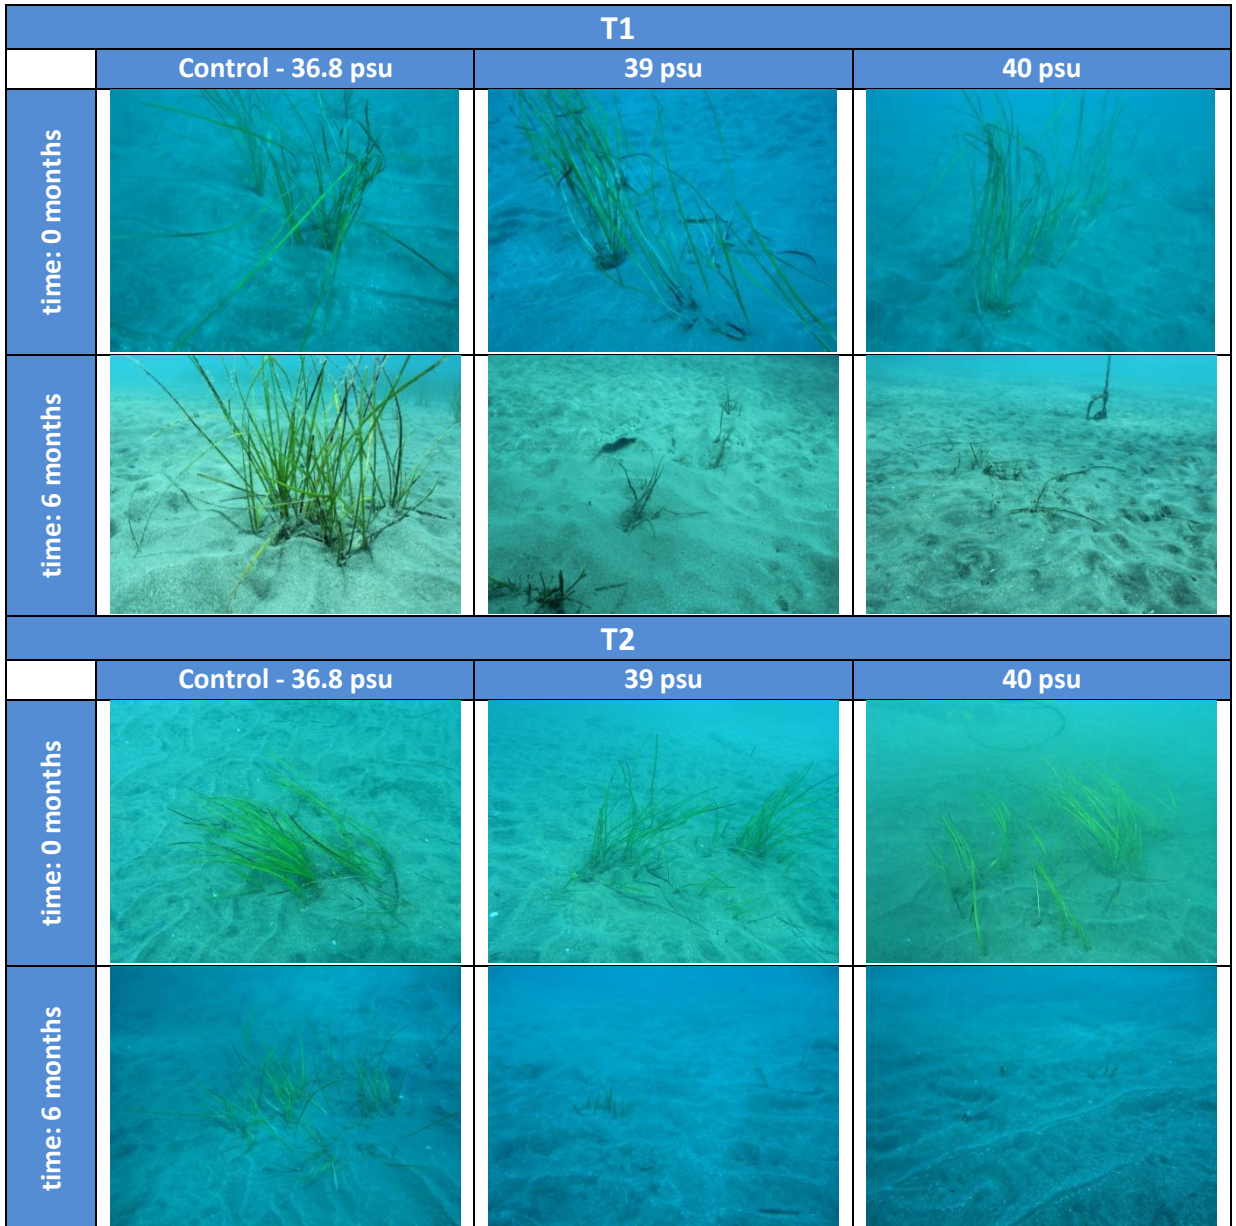 T1
Control - 36.8 psu
39 psu
40 psu
time: 0 months
time: 6 months
T2
Control - 36.8 psu
39 psu
40 psu
time: 0 months
time: 6 months